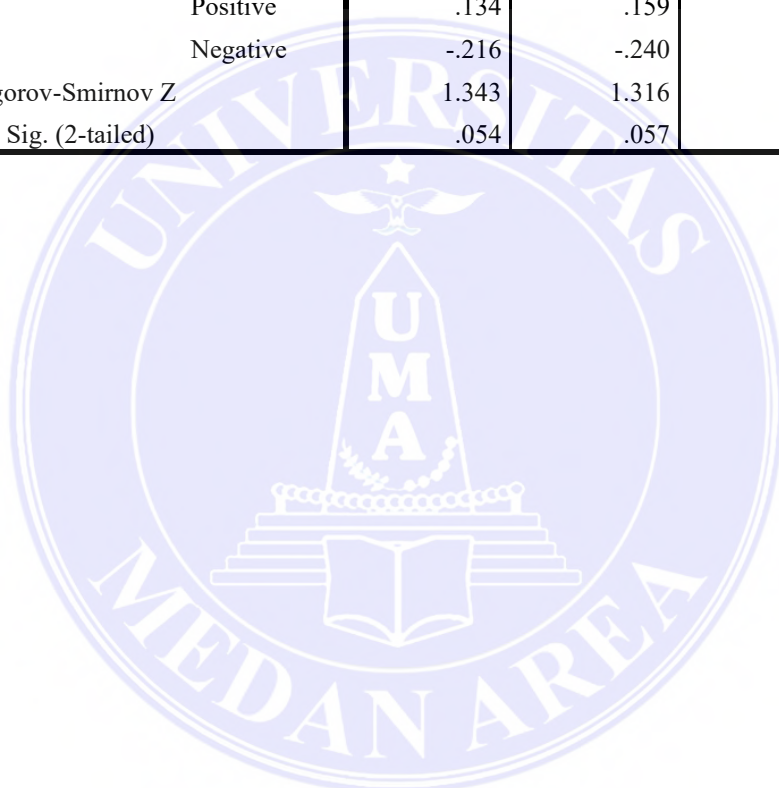 Positive .134 .159
Negative -.216 -.240
gorov-Smirnov Z 1.343 1.316
Sig. (2-tailed) .054 .057
UNIVERSITAS
UMA
MEDAN AREA